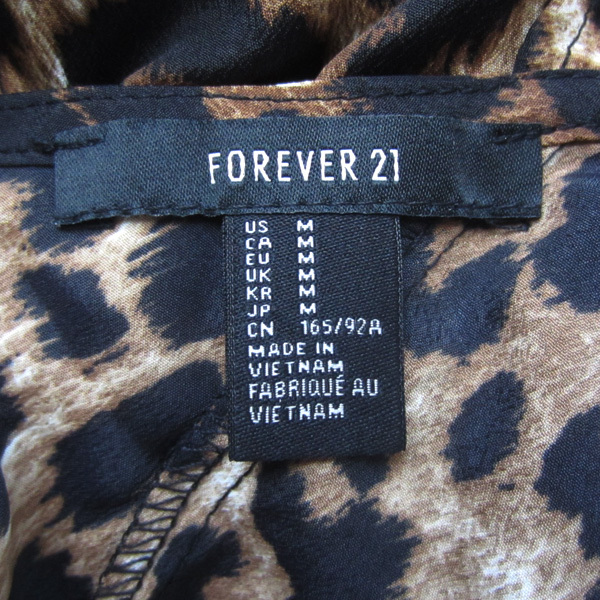 FOREVER 21
US M
CA M
EU M
UK M
KR M
JP M
CN 165/92A
MADE IN
VIETNAM
FABRIQUÉ AU
VIETNAM